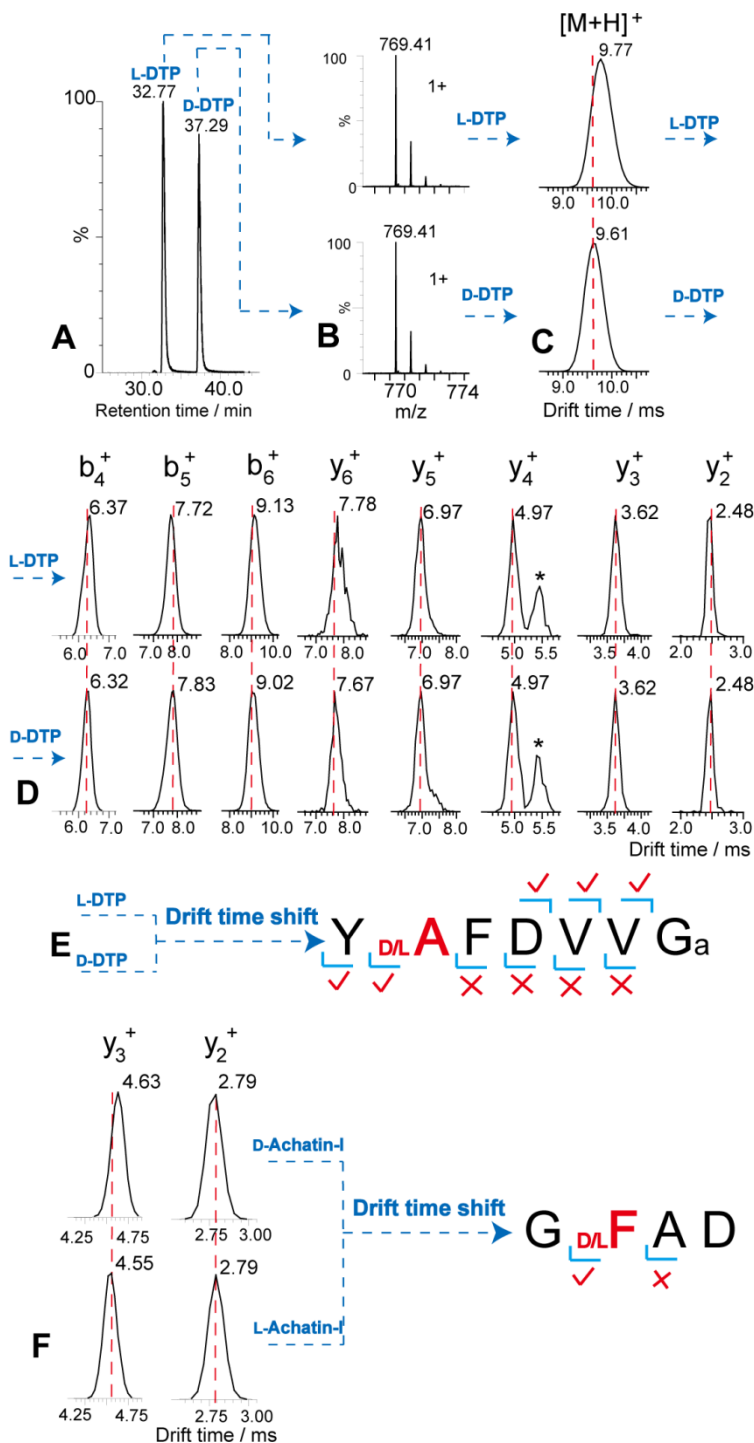 [M+H]+
769.41
9.77
L-DTP
32.77
100
100
1+
D-DTP
37.29
%
L-DTP
L-DTP
0
9.0 10.0
769.41
9.61
100
%
1+
%
D-DTP
D-DTP
A
B
C
0
0
30.0 40.0
770 774
9.0 10.0
Retention time / min
m/z
Drift time / ms
b4+ b5+ b6+ y6+ y5+ y4+ y3+ y2+
6.37 7.72 9.13 7.78 6.97 4.97 3.62 2.48
L-DTP
*
6.0 7.0 7.0 8.0 8.0 10.0 7.0 8.0 7.0 8.0 5.0 5.5 3.5 4.0 2.0 3.0
6.32 7.83 9.02 7.67 6.97 4.97 3.62 2.48
D-DTP
*
D
6.0 7.0 7.0 8.0 8.0 10.0 7.0 8.0 7.0 8.0 5.0 5.5 3.5 4.0 2.0 3.0
Drift time / ms
L-DTP
Drift time shift
E
Y D/L A F D V V Ga
D-DTP
y3+ y2+
4.63 2.79
D-Achatin-I
4.25 4.75 2.75 3.00
Drift time shift
G D/L F A D
4.55 2.79
L-Achatin-I
F
4.25 4.75 2.75 3.00
Drift time / ms